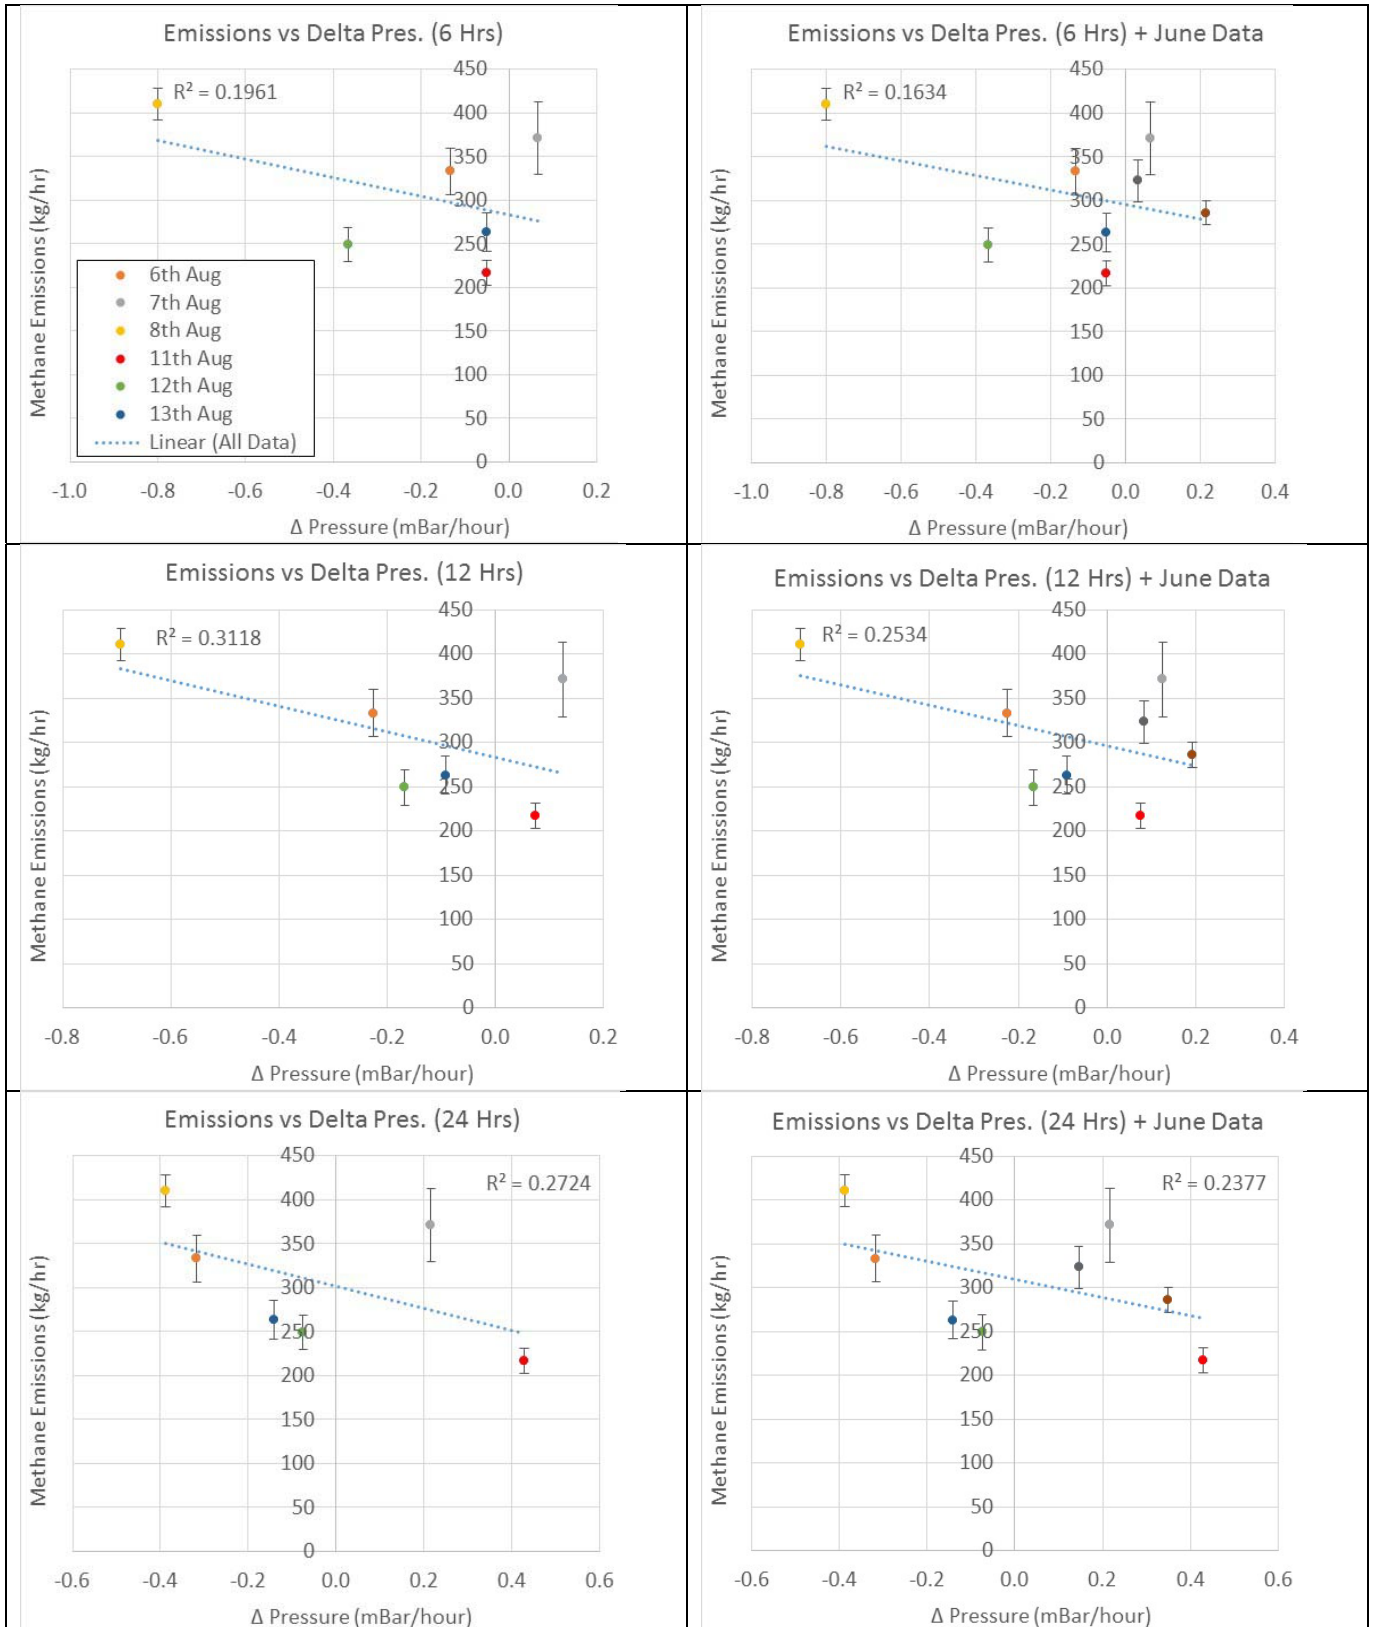 Emissions vs Delta Pres. (6 Hrs)
450
R² = 0.1961
400
350
300
250
200
150
100
50
0
Methane Emissions (kg/hr)
6th Aug
7th Aug
8th Aug
11th Aug
12th Aug
13th Aug
Linear (All Data)
-1.0 -0.8 -0.6 -0.4 -0.2 0.0 0.2
Δ Pressure (mBar/hour)
Emissions vs Delta Pres. (6 Hrs) + June Data
450
R² = 0.1634
400
350
300
250
200
150
100
50
0
Methane Emissions (kg/hr)
-1.0 -0.8 -0.6 -0.4 -0.2 0.0 0.2 0.4
Δ Pressure (mBar/hour)
Emissions vs Delta Pres. (12 Hrs)
450
R² = 0.3118
400
350
300
250
200
150
100
50
0
Methane Emissions (kg/hr)
-0.8 -0.6 -0.4 -0.2 0.0 0.2
Δ Pressure (mBar/hour)
Emissions vs Delta Pres. (12 Hrs) + June Data
450
R² = 0.2534
400
350
300
250
200
150
100
50
0
Methane Emissions (kg/hr)
-0.8 -0.6 -0.4 -0.2 0.0 0.2 0.4
Δ Pressure (mBar/hour)
Emissions vs Delta Pres. (24 Hrs)
450
R² = 0.2724
400
350
300
250
200
150
100
50
0
Methane Emissions (kg/hr)
-0.6 -0.4 -0.2 0.0 0.2 0.4 0.6
Δ Pressure (mBar/hour)
Emissions vs Delta Pres. (24 Hrs) + June Data
450
R² = 0.2377
400
350
300
250
200
150
100
50
0
Methane Emissions (kg/hr)
-0.6 -0.4 -0.2 0.0 0.2 0.4 0.6
Δ Pressure (mBar/hour)